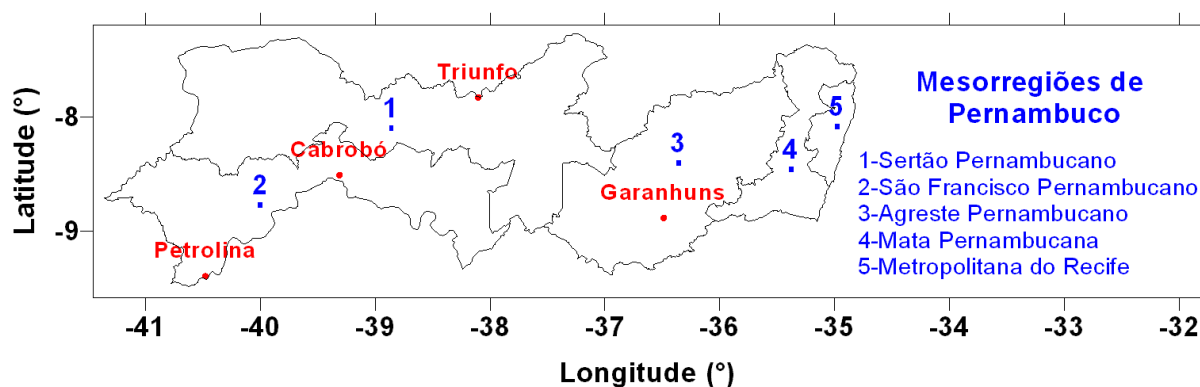 Triunfo
Mesorregiões de
Pernambuco
1
5
-8
Cabrobó
3
4
1-Sertão Pernambucano
2
2-São Francisco Pernambucano
Garanhuns
3-Agreste Pernambucano
4-Mata Pernambucana
5-Metropolitana do Recife
-9
Petrolina
Latitude (°)
-41 -40 -39 -38 -37 -36 -35 -34 -33 -32
Longitude (°)